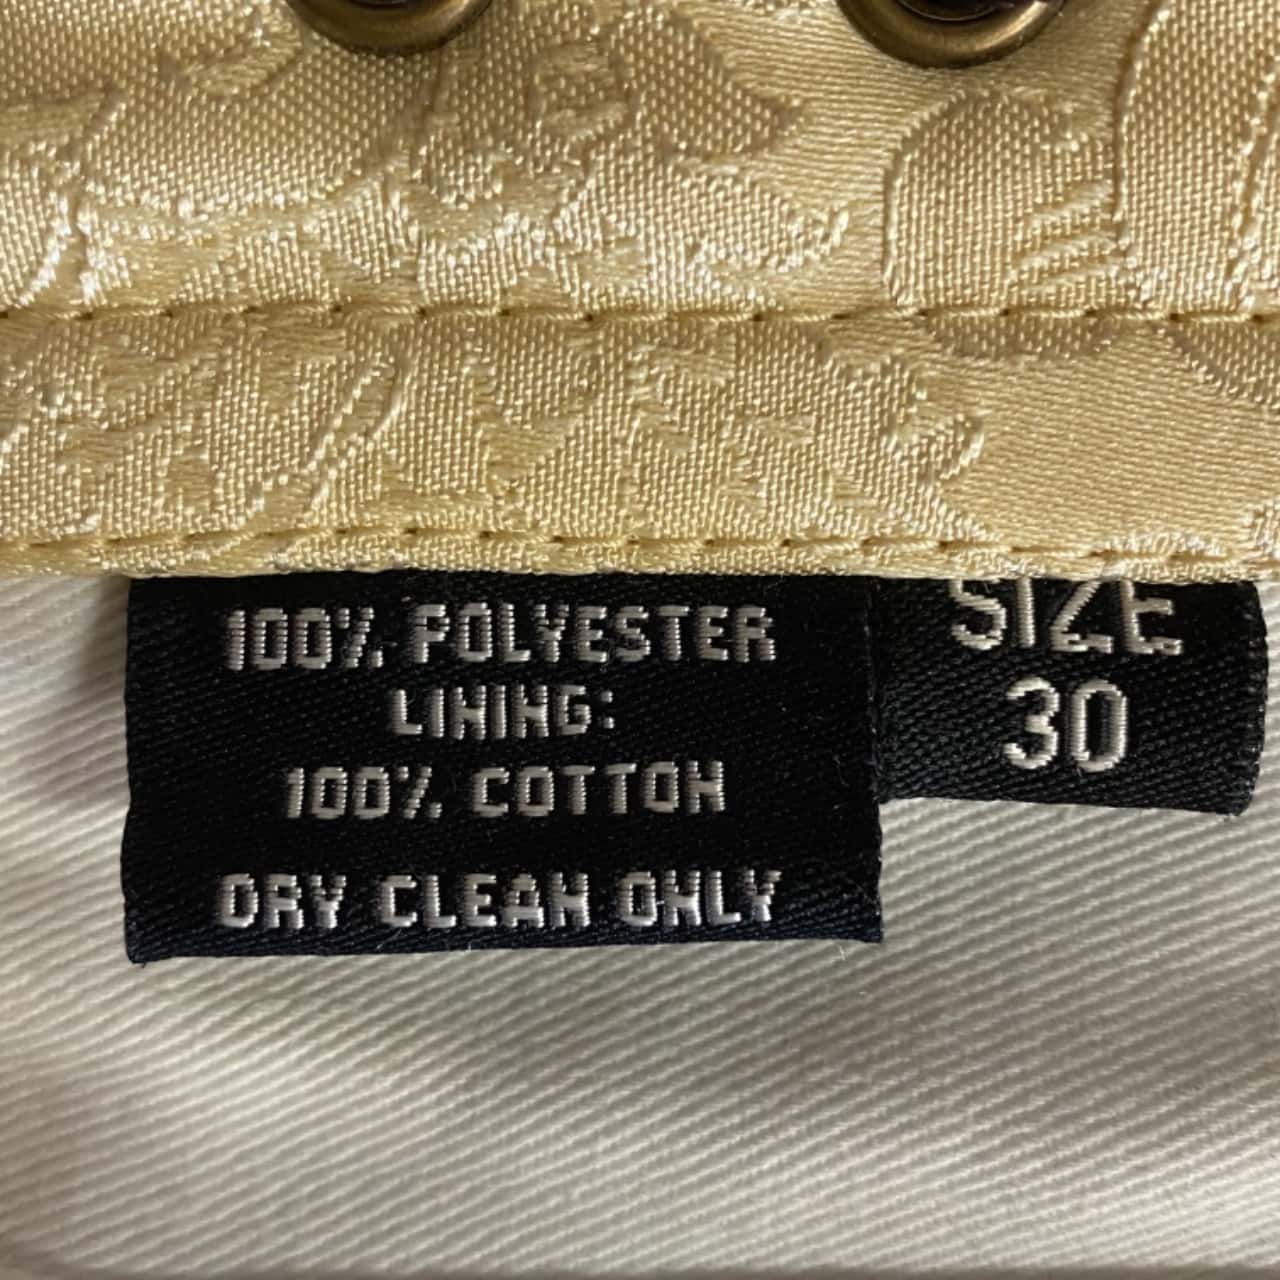 100% POLYESTER
LINING:
100% COTTON
DRY CLEAN ONLY
SIZE
30